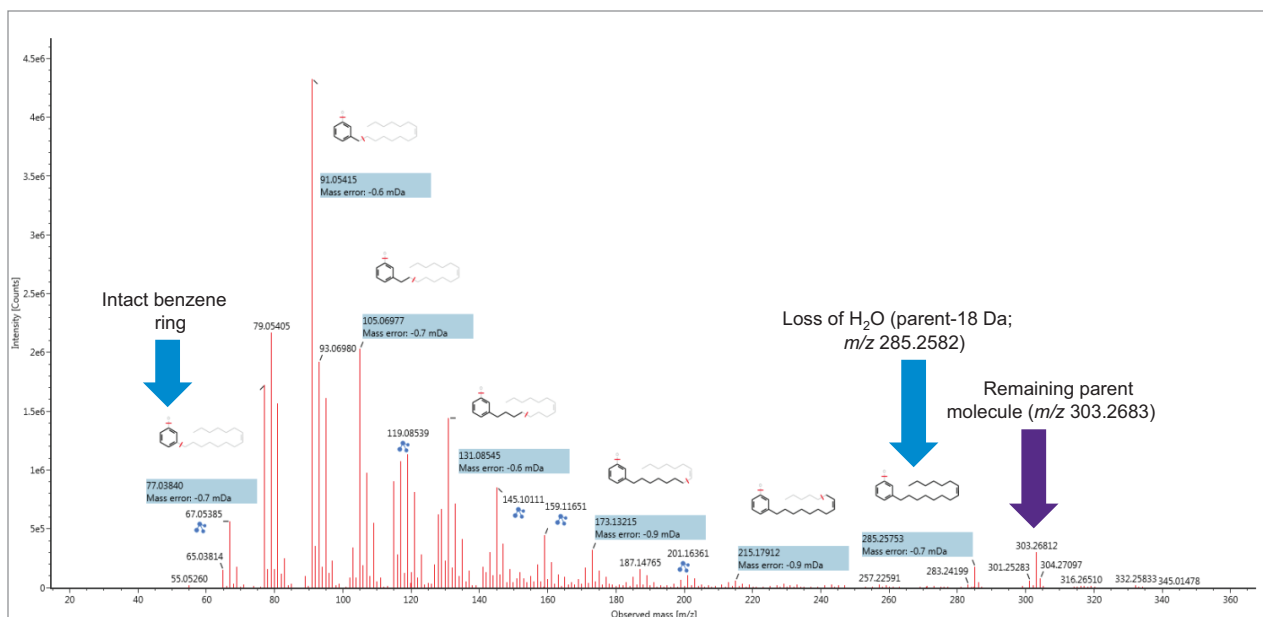 4.5e6
4e6
3.5e6
3e6
2.5e6
2e6
1.5e6
1e6
5e5
0
Intensity [Counts]
Intact benzene
ring
77.03840
Mass error: -0.7 mDa
67.05385
65.03814
55.05260
79.05405
91.05415
Mass error: -0.6 mDa
93.06980
105.06977
Mass error: -0.7 mDa
119.08539
131.08545
Mass error: -0.6 mDa
145.10111
159.11651
173.13215
Mass error: -0.9 mDa
187.14765
201.16361
215.17912
Mass error: -0.9 mDa
Loss of H₂O (parent-18 Da;
m/z 285.2582)
257.22591
285.25753
Mass error: -0.7 mDa
283.24199
Remaining parent
molecule (m/z 303.2683)
303.26812
301.25283
304.27097
316.26510
332.25833
345.01478
20 40 60 80 100 120 140 160 180 200 220 240 260 280 300 320 340 360
Observed mass [m/z]